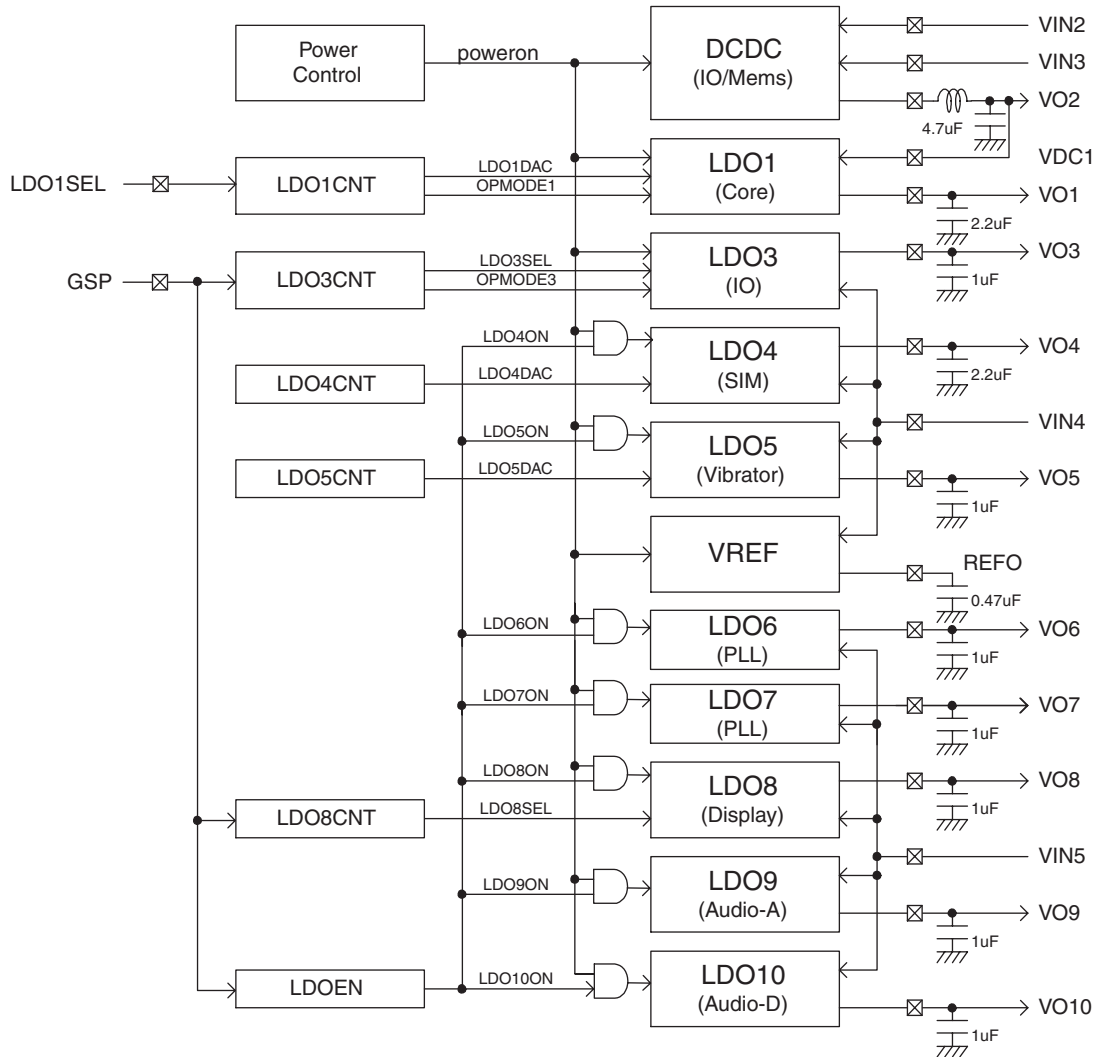 Power
Control
poweron
DCDC
(IO/Mems)
VIN2
VIN3
VO2
4.7uF
LDO1SEL
LDO1CNT
LDO1DAC
OPMODE1
LDO1
(Core)
VDC1
VO1
2.2uF
GSP
LDO3CNT
LDO3SEL
OPMODE3
LDO3
(IO)
VO3
1uF
LDO4ON
LDO4CNT
LDO4DAC
LDO4
(SIM)
VO4
2.2uF
VIN4
LDO5ON
LDO5CNT
LDO5DAC
LDO5
(Vibrator)
VO5
1uF
VREF
REFO
0.47uF
LDO6ON
LDO6
(PLL)
VO6
1uF
LDO7ON
LDO7
(PLL)
VO7
1uF
LDO8ON
LDO8CNT
LDO8SEL
LDO8
(Display)
VO8
1uF
VIN5
LDO9ON
LDO9
(Audio-A)
VO9
1uF
LDOEN
LDO10ON
LDO10
(Audio-D)
VO10
1uF